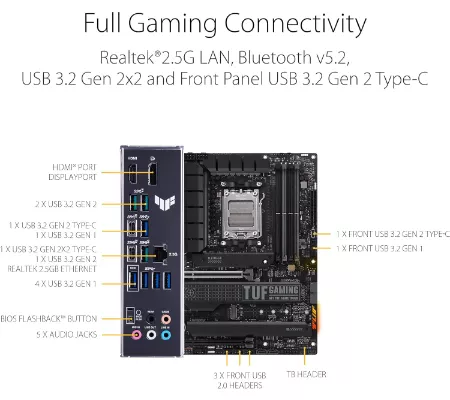 Full Gaming Connectivity
Realtek®2.5G LAN, Bluetooth v5.2,
USB 3.2 Gen 2x2 and Front Panel USB 3.2 Gen 2 Type-C
HDMI® PORT
DISPLAYPORT
2 X USB 3.2 GEN 2
1 X USB 3.2 GEN 2 TYPE-C
1 X USB 3.2 GEN 1
1 X USB 3.2 GEN 2X2 TYPE-C
1 X USB 3.2 GEN 2
REALTEK 2.5GB ETHERNET
4 X USB 3.2 GEN 1
BIOS FLASHBACK™ BUTTON
5 X AUDIO JACKS
1 X FRONT USB 3.2 GEN 2 TYPE-C
1 X FRONT USB 3.2 GEN 1
2.5G
TUF GAMING
3 X FRONT USB
2.0 HEADERS
TB HEADER